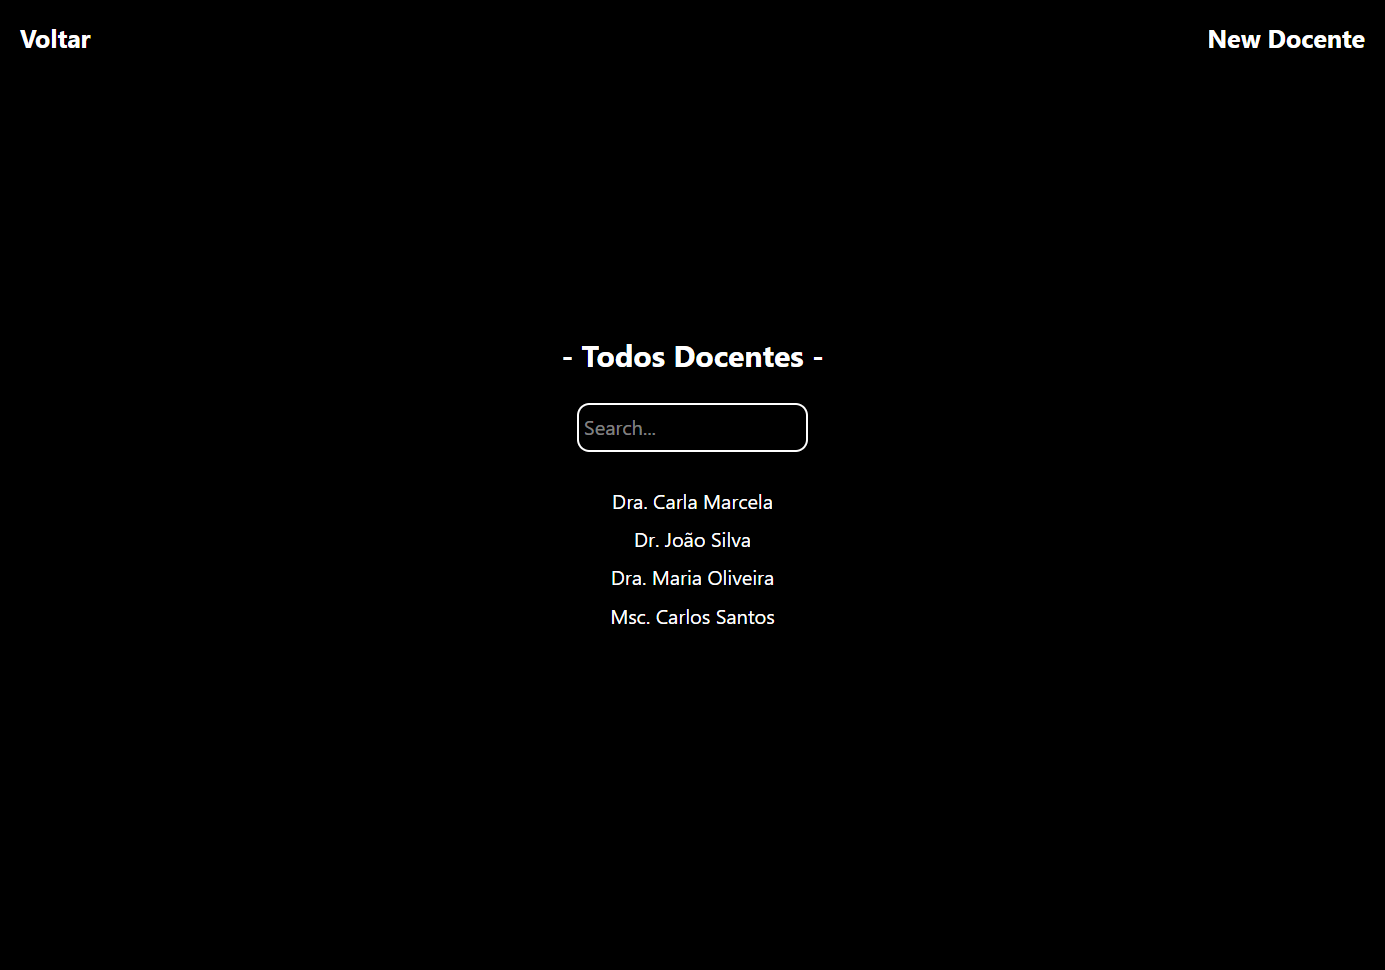 Voltar
New Docente
- Todos Docentes -
Search...
Dra. Carla Marcela
Dr. João Silva
Dra. Maria Oliveira
Msc. Carlos Santos